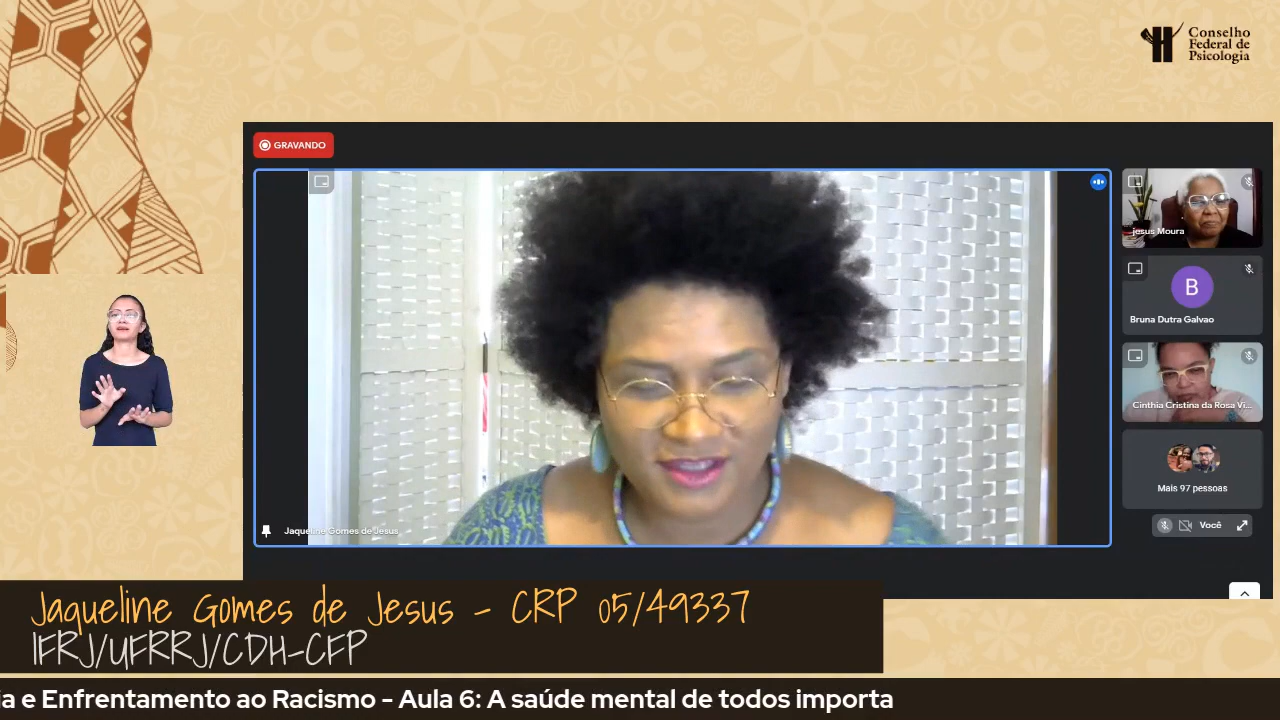 Conselho
Federal de
Psicologia
GRAVANDO
Jaqueline Gomes de Jesus
jesus Moura
B
Bruna Dutra Galvao
Cinthia Cristina da Rosa Vi...
Mais 97 pessoas
Você
Jaqueline Gomes de Jesus - CRP 05/49337
IFRJ/UFRRJ/CDH-CFP
ia e Enfrentamento ao Racismo - Aula 6: A saúde mental de todos importa